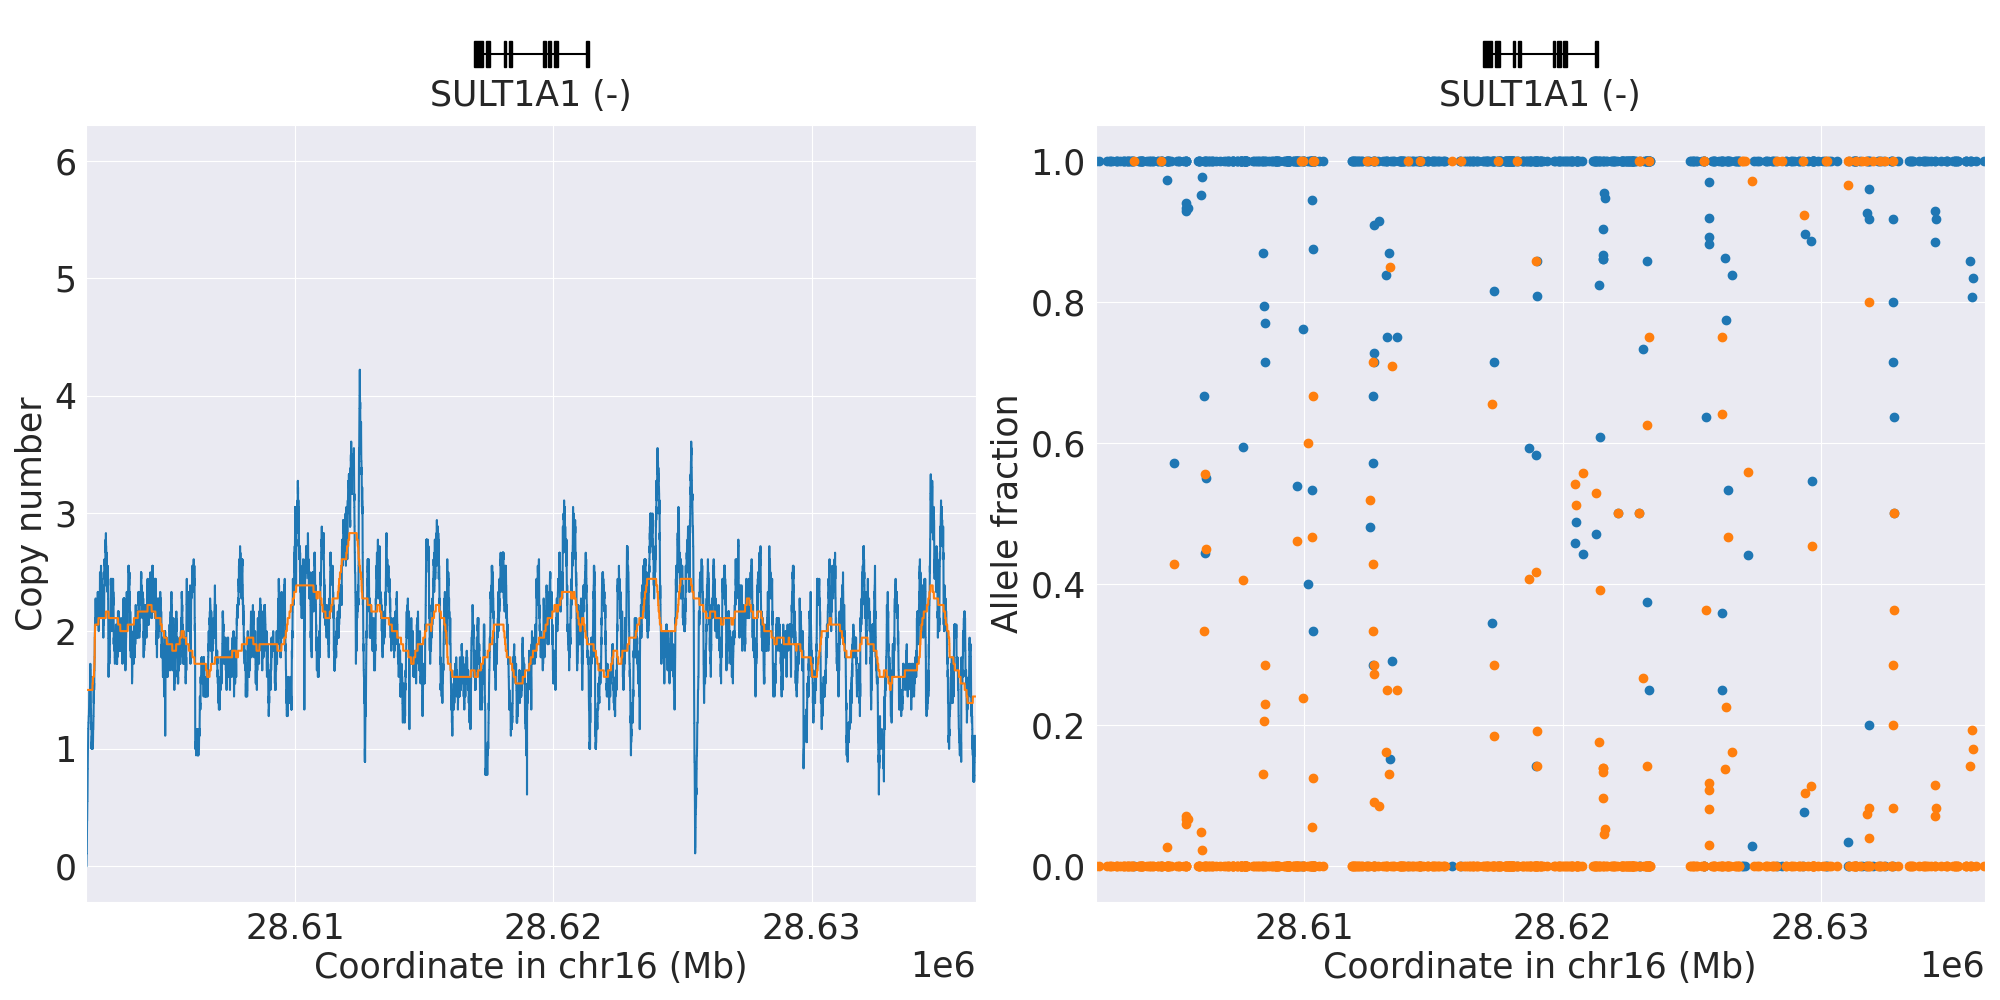 SULT1A1 (-)
6
5
4
3
2
1
0
Copy number
28.61
28.62
28.63
Coordinate in chr16 (Mb)
1e6
SULT1A1 (-)
1.0
0.8
0.6
0.4
0.2
0.0
Allele fraction
28.61
28.62
28.63
Coordinate in chr16 (Mb)
1e6